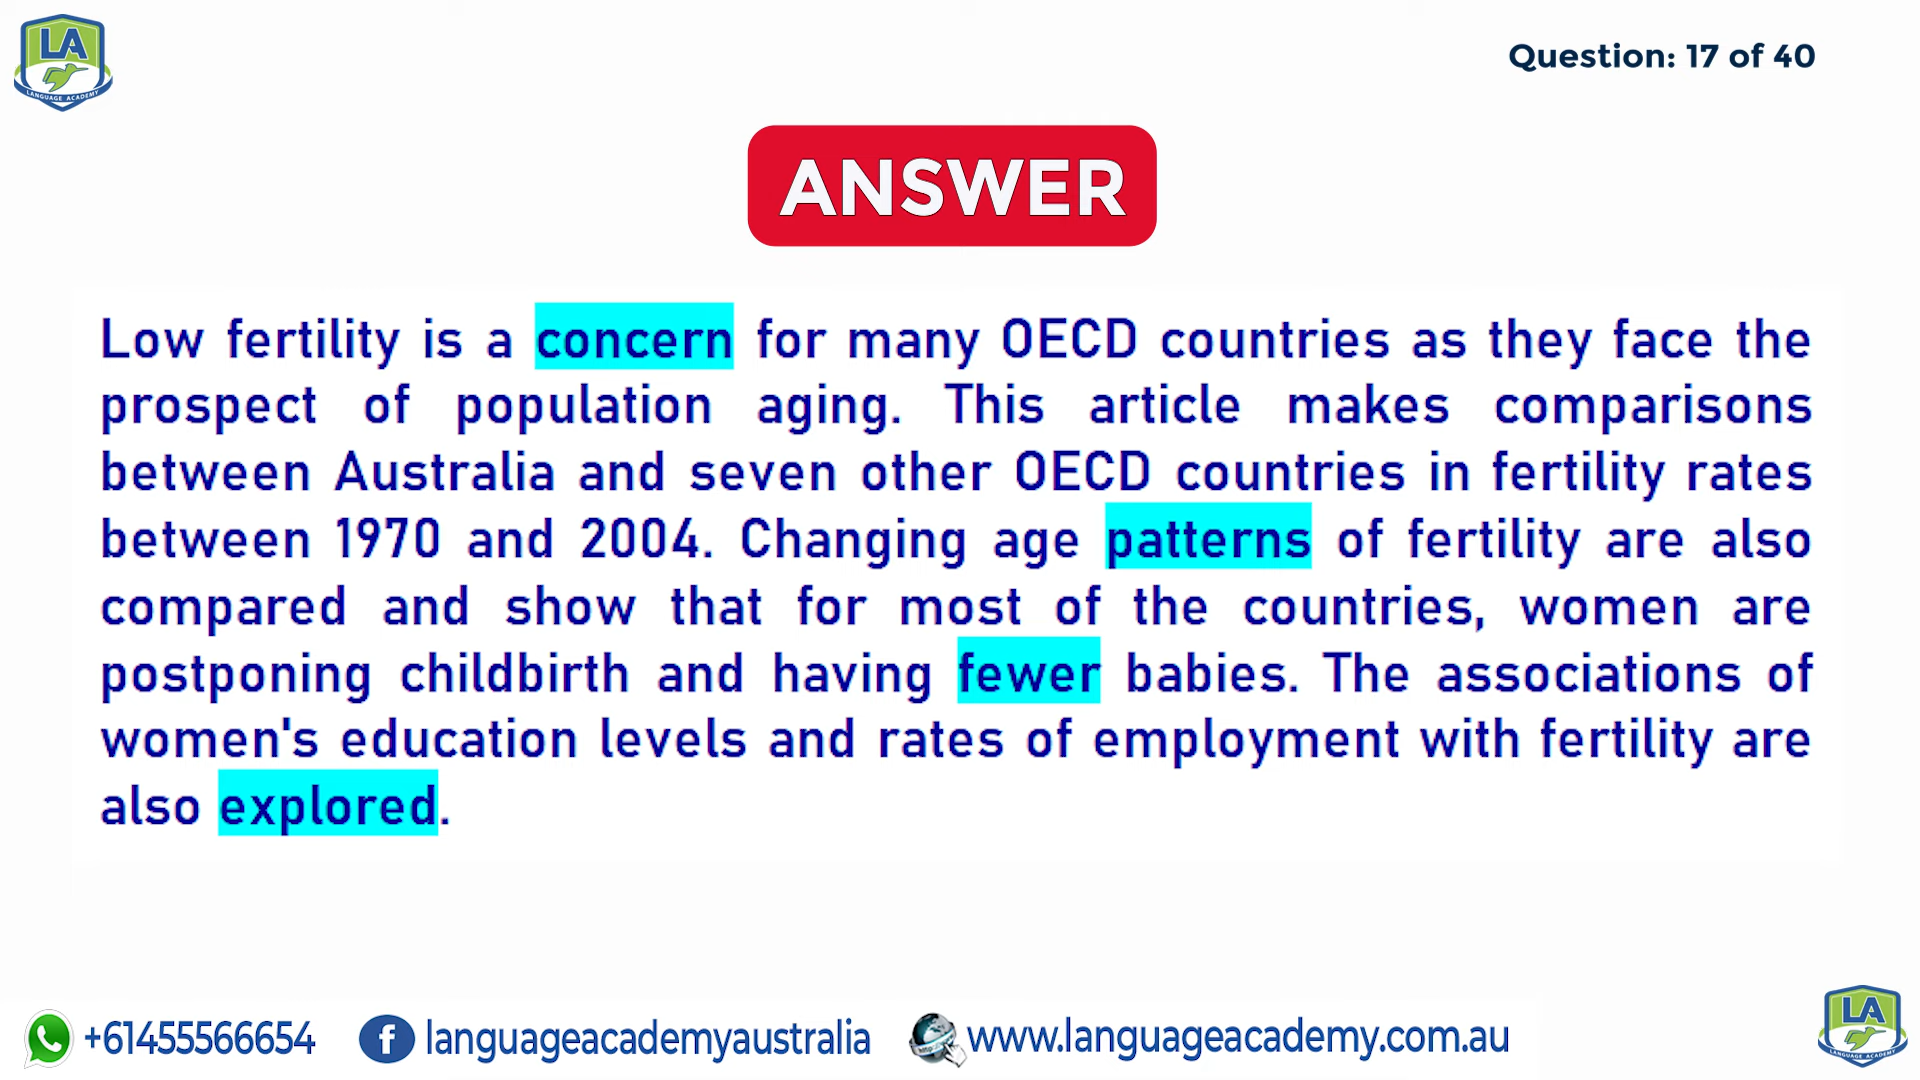 LA
LANGUAGE ACADEMY
Question: 17 of 40
ANSWER
Low fertility is a concern for many OECD countries as they face the
prospect of population aging. This article makes comparisons
between Australia and seven other OECD countries in fertility rates
between 1970 and 2004. Changing age patterns of fertility are also
compared and show that for most of the countries, women are
postponing childbirth and having fewer babies. The associations of
women's education levels and rates of employment with fertility are
also explored.
+61455566654
f
languageacademyaustralia
www.languageacademy.com.au
LA
LANGUAGE ACADEMY